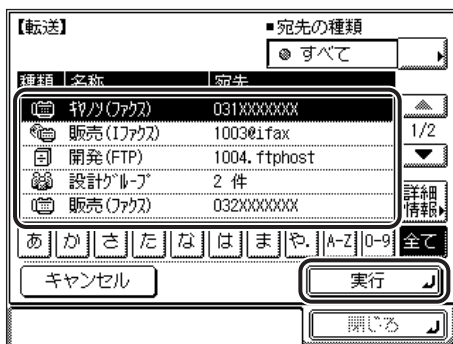 【転送】
■宛先の種類
すべて
種類 名称 宛先
ｷﾔﾉﾝ(ﾌｧｸｽ) 031XXXXXXX
販売(Iﾌｧｸｽ) 1003@ifax
開発(FTP) 1004.ftphost
設計ｸﾞﾙｰﾌﾟ 2 件
販売(ﾌｧｸｽ) 032XXXXXXX
1/2
詳細
情報
あ か さ た な は ま や. A-Z 0-9 全て
キャンセル 実行
閉じる